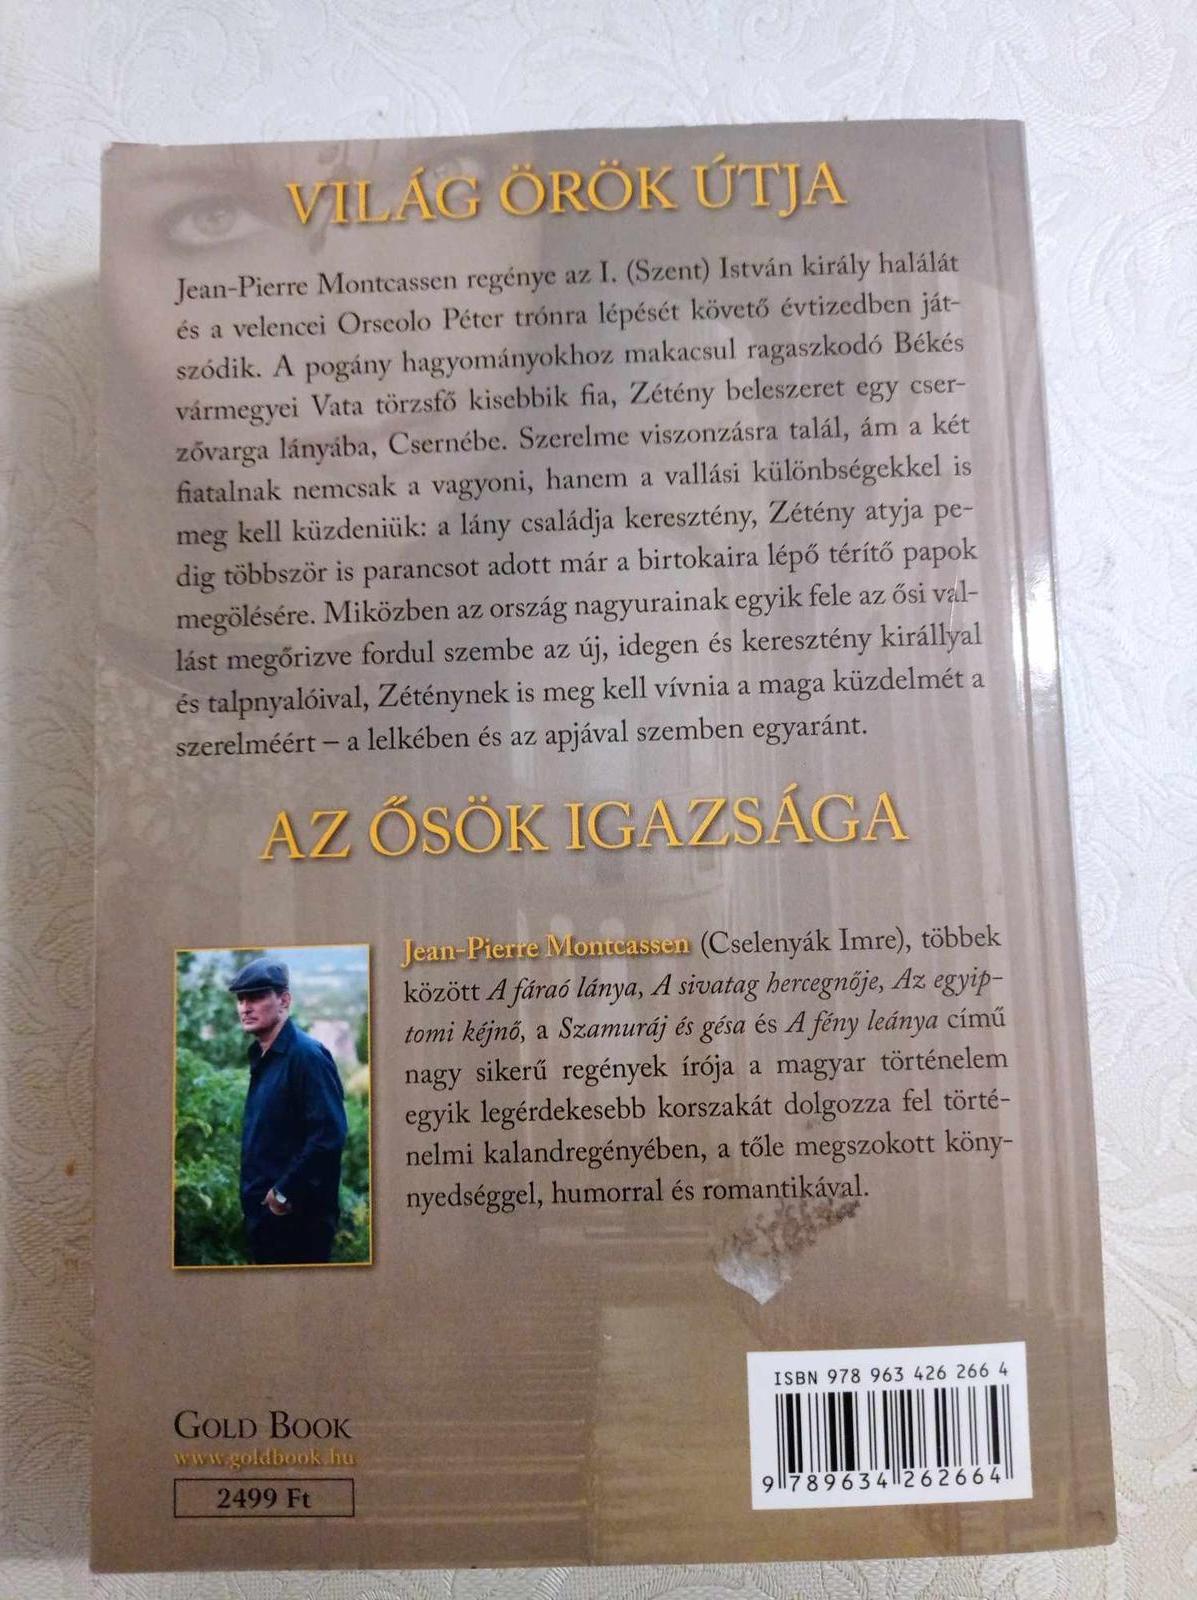 VILÁG ÖRÖK ÚTJA
Jean-Pierre Montcassen regénye az I. (Szent) István király halálát
és a velencei Orseolo Péter trónra lépését követő évtizedben ját-
szódik. A pogány hagyományokhoz makacsul ragaszkodó Békés
vármegyei Vata törzsfő kisebbik fia, Zétény beleszeret egy cser-
zővarga lányába, Csernébe. Szerelme viszonzásra talál, ám a két
fiatalnak nemcsak a vagyoni, hanem a vallási különbségekkel is
meg kell küzdeniük: a lány családja keresztény, Zétény atyja pe-
dig többször is parancsot adott már a birtokaira lépő térítő papok
megölésére. Miközben az ország nagyurainak egyik fele az ősi val-
lást megőrizve fordul szembe az új, idegen és keresztény királlyal
és talpnyalóival, Zéténynek is meg kell vívnia a maga küzdelmét a
szerelméért – a lelkében és az apjával szemben egyaránt.
AZ ŐSÖK IGAZSÁGA
Jean-Pierre Montcassen (Cselenyák Imre), többek
között A fáraó lánya, A sivatag hercegnője, Az egyip-
tomi kéjnő, a Szamuráj és gésa és A fény leánya című
nagy sikerű regények írója a magyar történelem
egyik legérdekesebb korszakát dolgozza fel törté-
nelmi kalandregényében, a tőle megszokott köny-
nyedséggel, humorral és romantikával.
GOLD BOOK
www.goldbook.hu
2499 Ft
ISBN 978 963 426 266 4
9 789634 262664